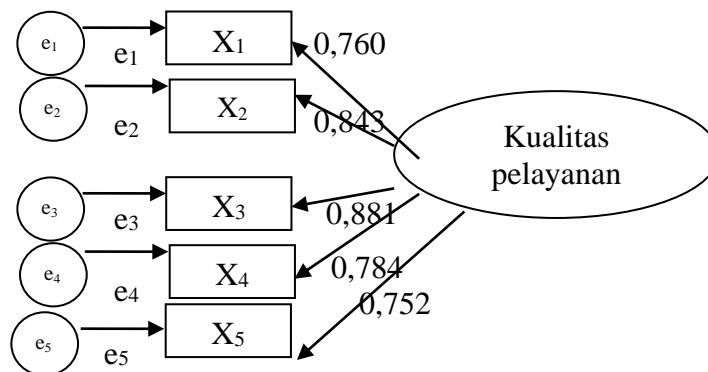 e₁
e₁
X₁
0,760
e₂
e₂
X₂
0,843
Kualitas
pelayanan
e₃
e₃
X₃
0,881
e₄
e₄
X₄
0,784
e₅
e₅
X₅
0,752